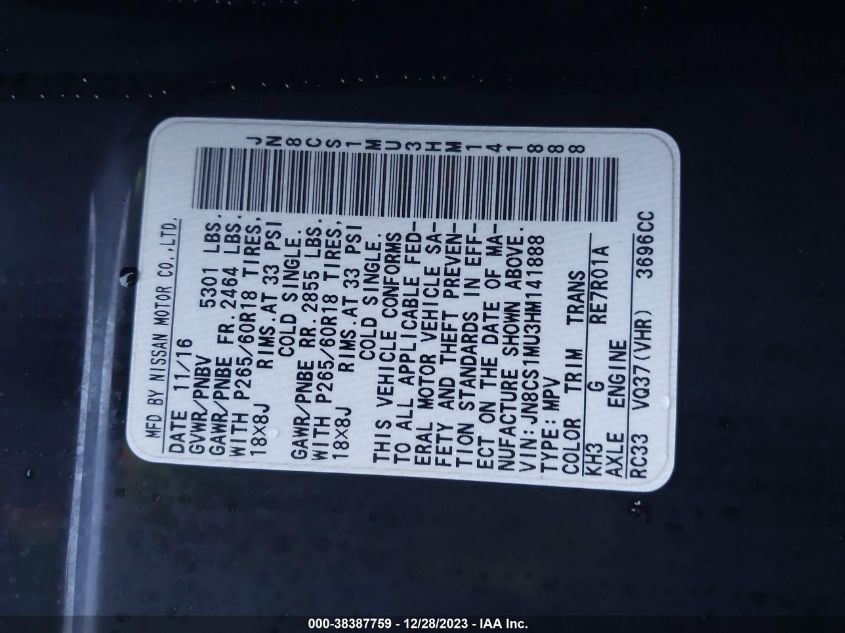 MFD BY NISSAN MOTOR CO.,LTD.
DATE 11/16
GVWR/PNBV 5301 LBS.
GAWR/PNBE FR. 2464 LBS.
WITH P265/60R18 TIRES,
18X8J RIMS.AT 33 PSI
COLD SINGLE.
GAWR/PNBE RR. 2855 LBS.
WITH P265/60R18 TIRES,
18X8J RIMS.AT 33 PSI
COLD SINGLE.
THIS VEHICLE CONFORMS
TO ALL APPLICABLE FED-
ERAL MOTOR VEHICLE SA-
FETY AND THEFT PREVEN-
TION STANDARDS IN EFF-
ECT ON THE DATE OF MA-
NUFACTURE SHOWN ABOVE.
VIN:JN8CS1MU3HM141888
TYPE:MPV
COLOR TRIM TRANS
KH3 G RE7R01A
AXLE ENGINE
RC33 VQ37(VHR) 3696CC
JN8CS1MU3HM141888
000-38387759 - 12/28/2023 - IAA Inc.